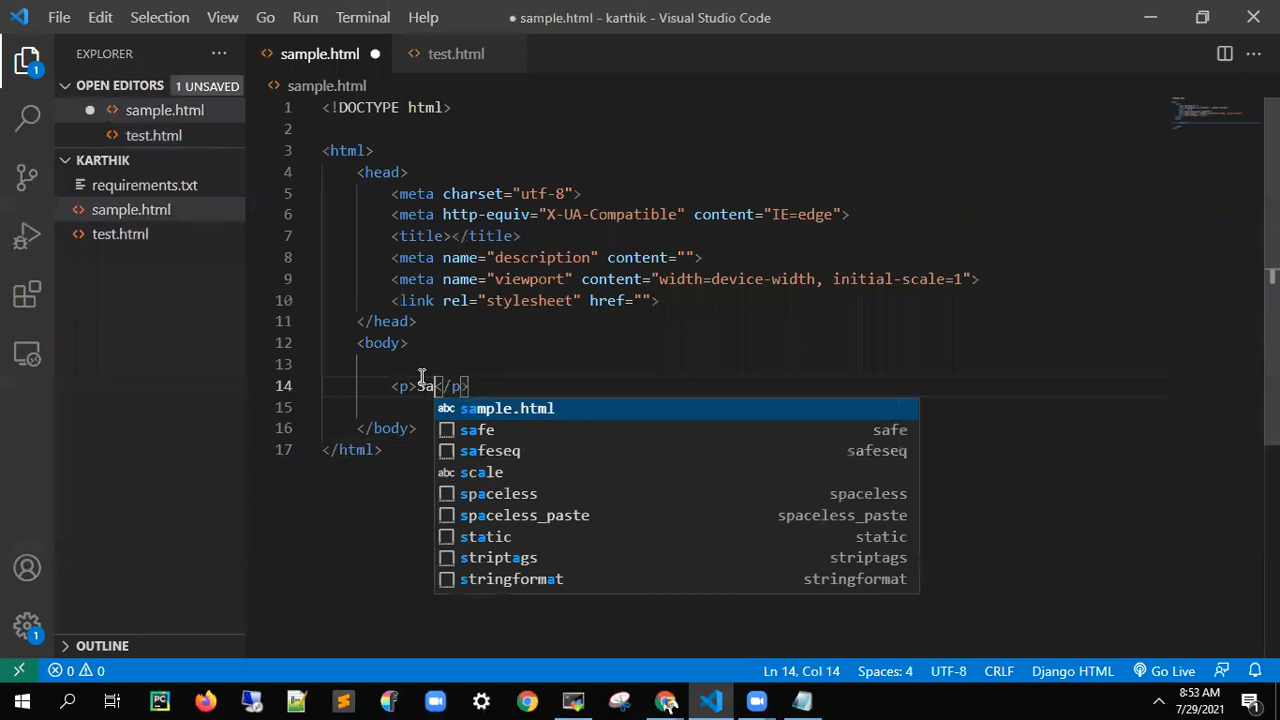 File Edit Selection View Go Run Terminal Help
● sample.html - karthik - Visual Studio Code
EXPLORER ···
sample.html ●
test.html
OPEN EDITORS 1 UNSAVED
sample.html
test.html
KARTHIK
requirements.txt
sample.html
test.html
OUTLINE
1
1
sample.html
1 <!DOCTYPE html>
2
3 <html>
4 <head>
5 <meta charset="utf-8">
6 <meta http-equiv="X-UA-Compatible" content="IE=edge">
7 <title></title>
8 <meta name="description" content="">
9 <meta name="viewport" content="width=device-width, initial-scale=1">
10 <link rel="stylesheet" href="">
11 </head>
12 <body>
13
14 <p>Sa</p>
15
16 </body>
17 </html>
abc sample.html
safe safe
safeseq safeseq
abc scale
spaceless spaceless
spaceless_paste spaceless_paste
static static
striptags striptags
stringformat stringformat
0 0 Ln 14, Col 14 Spaces: 4 UTF-8 CRLF Django HTML Go Live
8:53 AM
7/29/2021
1